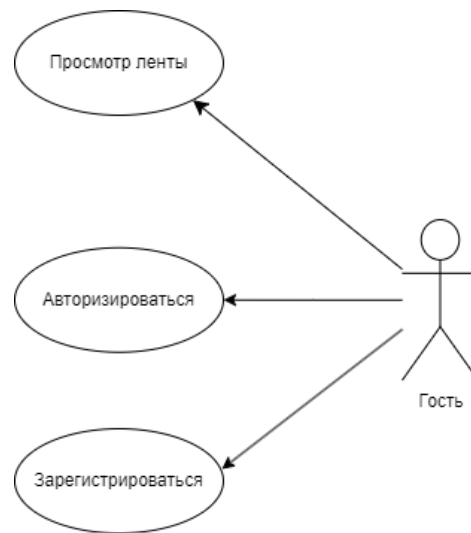 Просмотр ленты
Авторизироваться
Гость
Зарегистрироваться